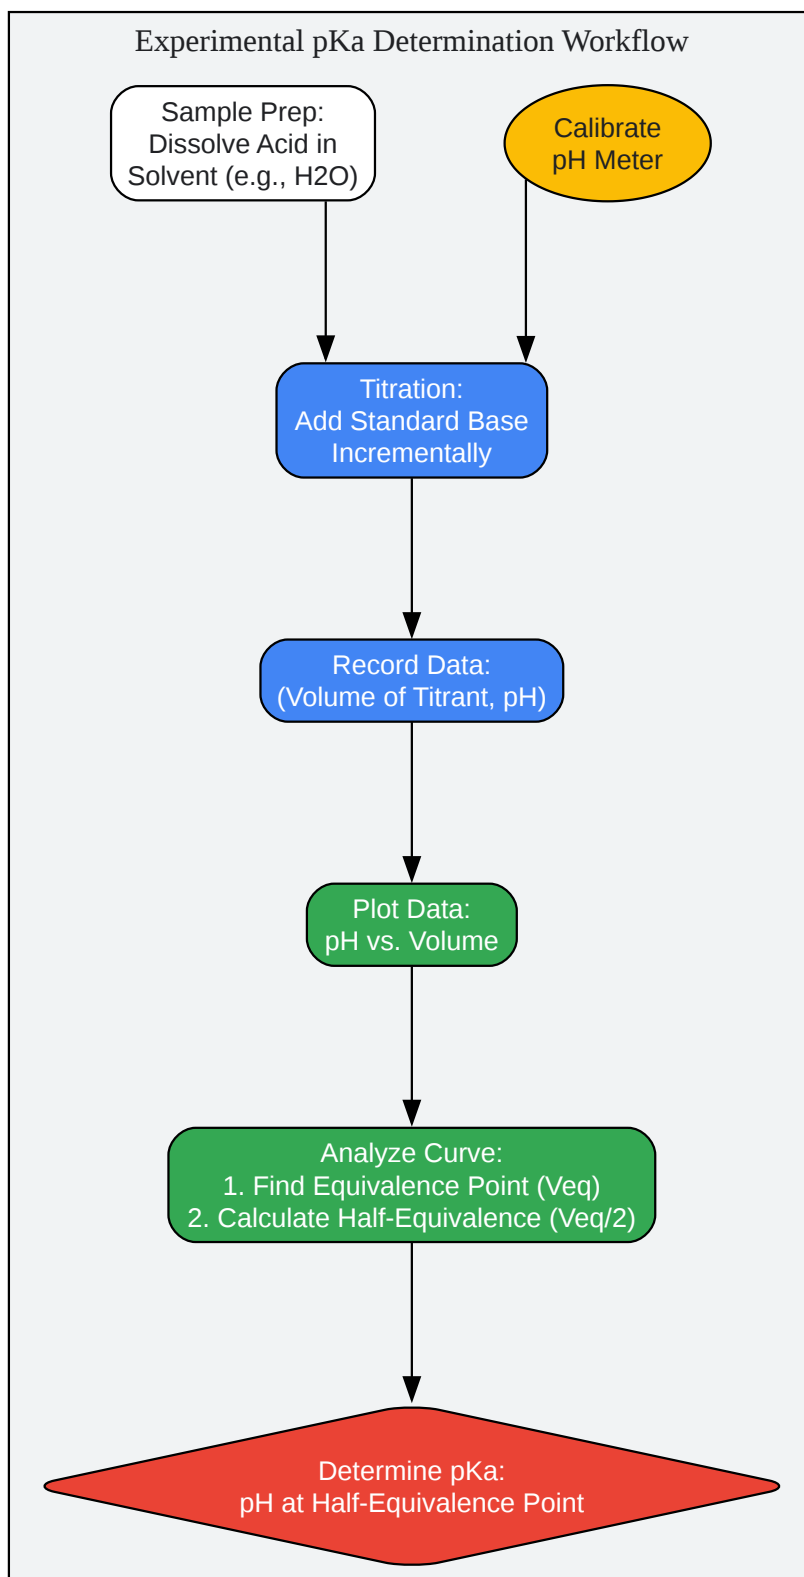 Experimental pKa Determination Workflow
Sample Prep:
Dissolve Acid in
Solvent (e.g., H2O)
Calibrate
pH Meter
Titration:
Add Standard Base
Incrementally
Record Data:
(Volume of Titrant, pH)
Plot Data:
pH vs. Volume
Analyze Curve:
1. Find Equivalence Point (Veq)
2. Calculate Half-Equivalence (Veq/2)
Determine pKa:
pH at Half-Equivalence Point